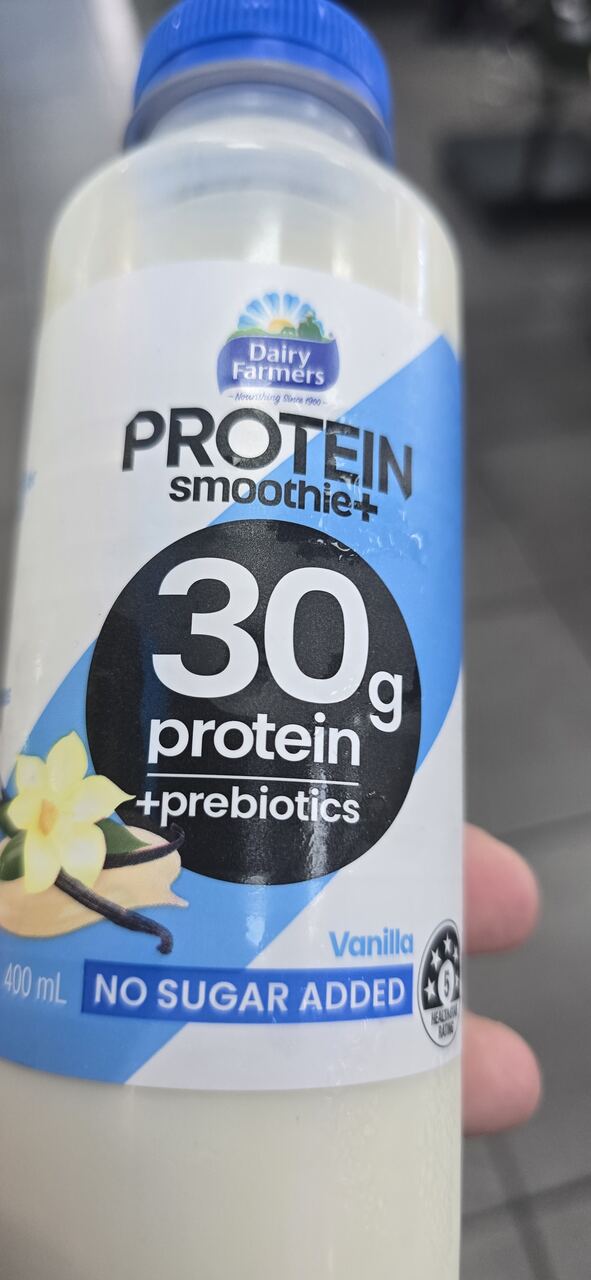 Dairy
Farmers
- Nourishing Since 1900 -
PROTEIN
smoothie+
30g
protein
+prebiotics
Vanilla
400 mL
NO SUGAR ADDED
5
HEALTH STAR
RATING